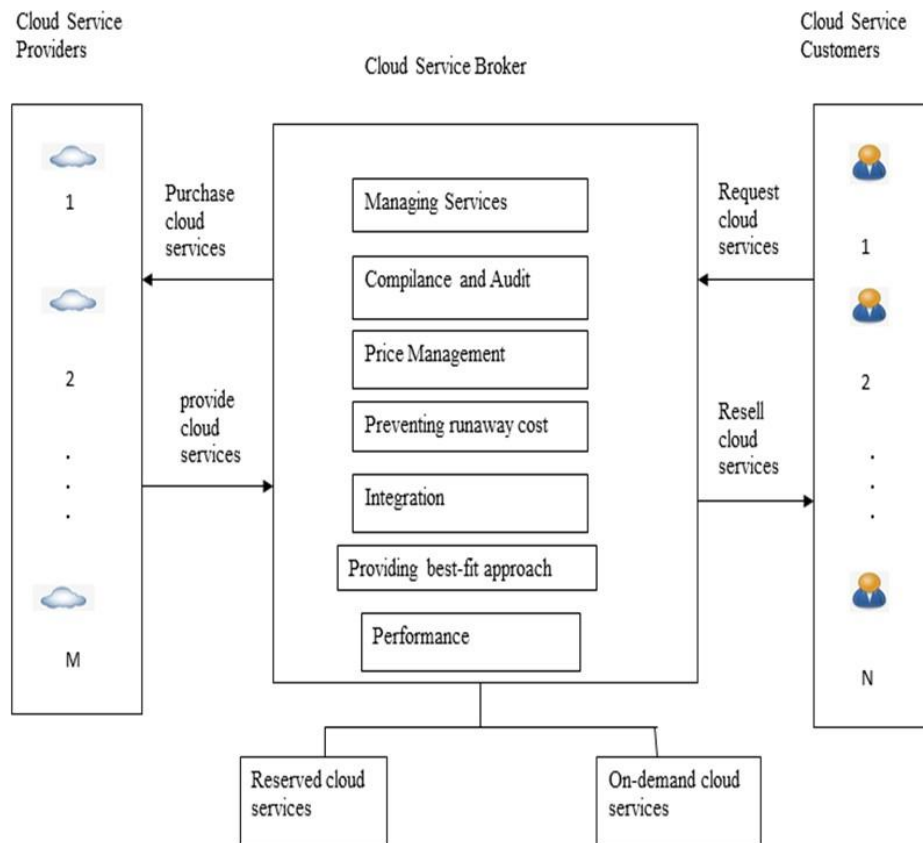 Cloud Service
Providers
Cloud Service Broker
Cloud Service
Customers
1
2
.
.
.
M
Purchase
cloud
services
provide
cloud
services
Managing Services
Compilance and Audit
Price Management
Preventing runaway cost
Integration
Providing best-fit approach
Performance
Request
cloud
services
Resell
cloud
services
1
2
.
.
.
N
Reserved cloud
services
On-demand cloud
services